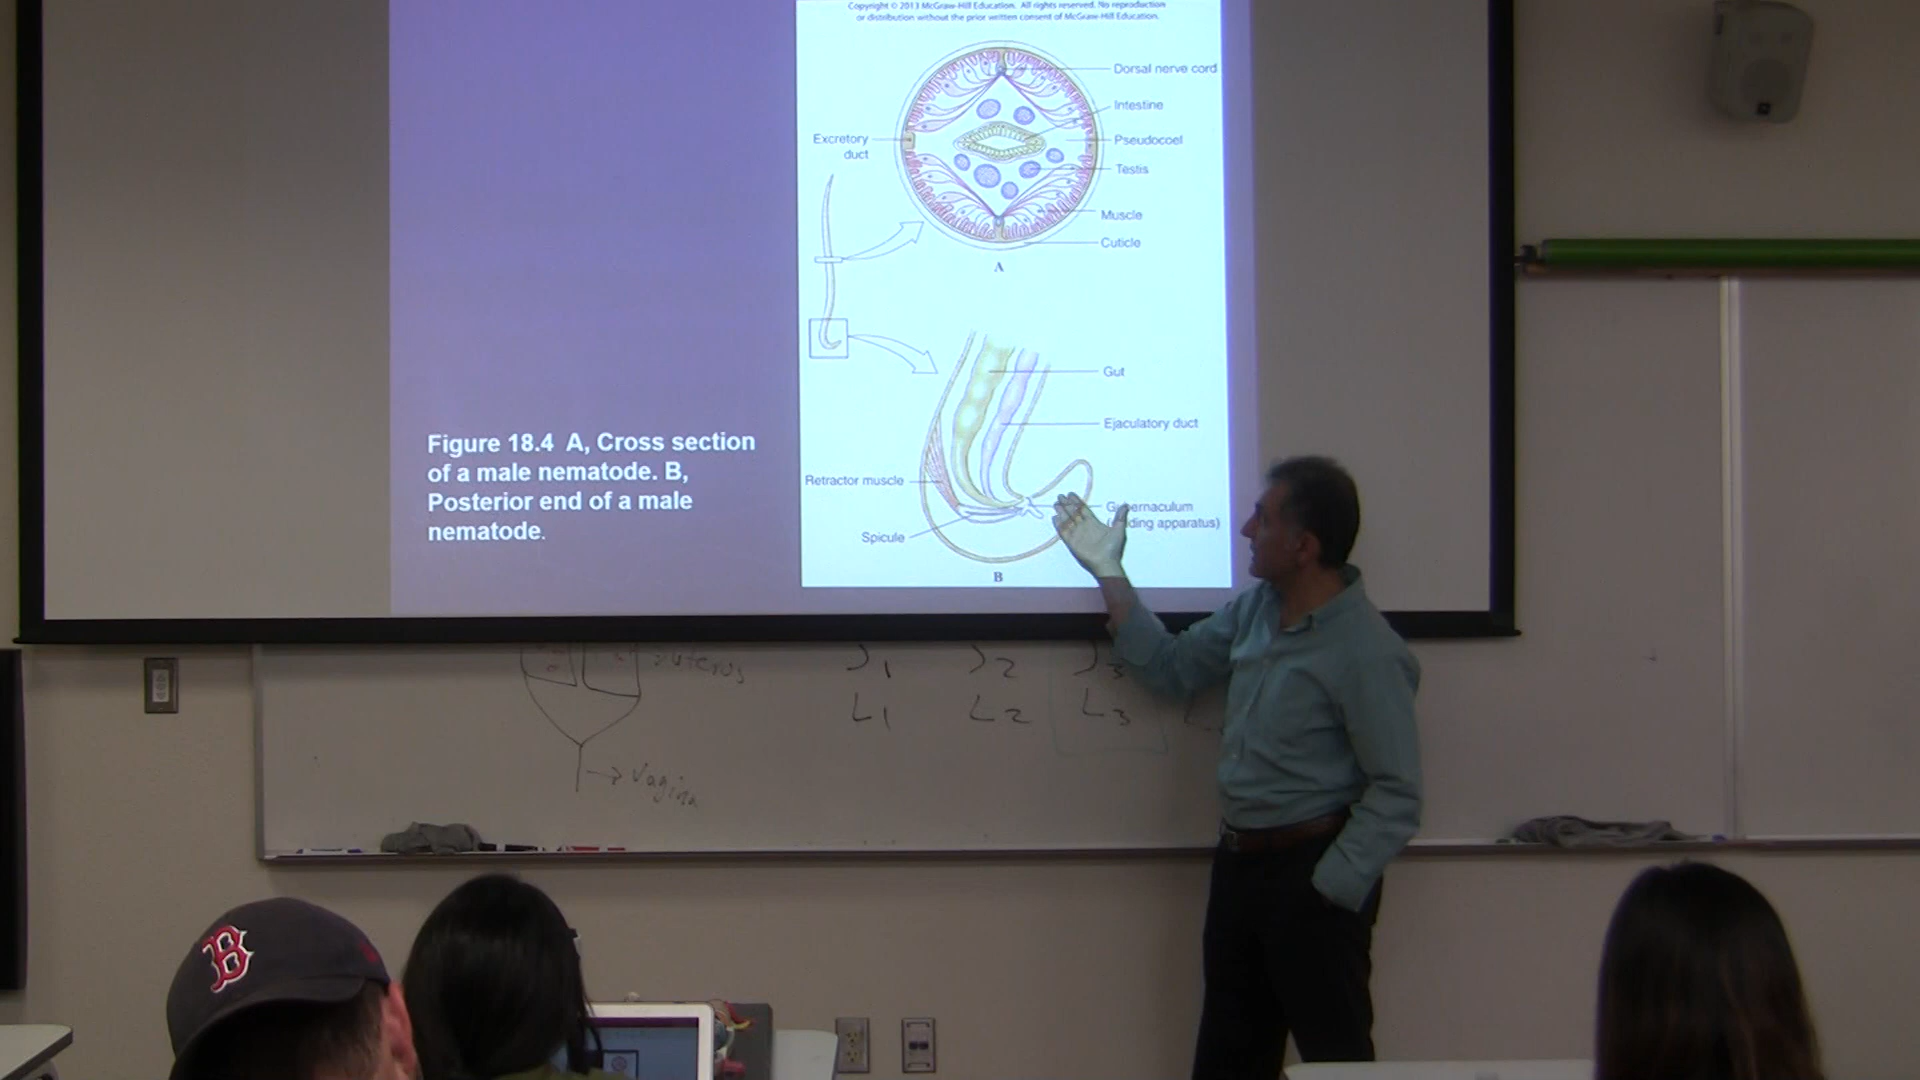 Copyright © 2013 McGraw-Hill Education. All rights reserved. No reproduction
or distribution without the prior written consent of McGraw-Hill Education.
Dorsal nerve cord
Intestine
Excretory
duct
Pseudocoel
Testis
Muscle
Cuticle
A
Gut
Ejaculatory duct
Retractor muscle
Spicule
(
ding apparatus)
B
Figure 18.4 A, Cross section
of a male nematode. B,
Posterior end of a male
nematode.
uterus
J1 J2 J3
L1 L2 L3
vagina
B